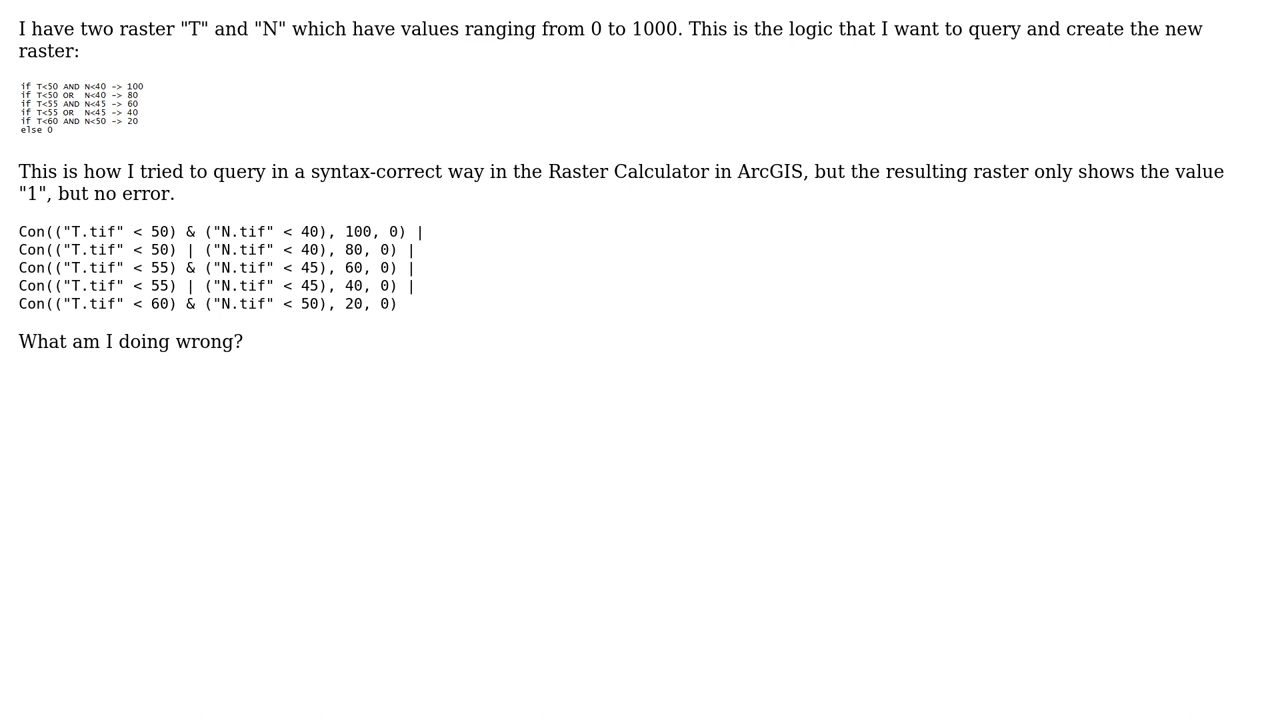 I have two raster "T" and "N" which have values ranging from 0 to 1000. This is the logic that I want to query and create the new
raster:
if T<50 AND N<40 -> 100
if T<50 OR  N<40 -> 80
if T<55 AND N<45 -> 60
if T<55 OR  N<45 -> 40
if T<60 AND N<50 -> 20
else 0
This is how I tried to query in a syntax-correct way in the Raster Calculator in ArcGIS, but the resulting raster only shows the value
"1", but no error.
Con(("T.tif" < 50) & ("N.tif" < 40), 100, 0) |
Con(("T.tif" < 50) | ("N.tif" < 40), 80, 0) |
Con(("T.tif" < 55) & ("N.tif" < 45), 60, 0) |
Con(("T.tif" < 55) | ("N.tif" < 45), 40, 0) |
Con(("T.tif" < 60) & ("N.tif" < 50), 20, 0)
What am I doing wrong?